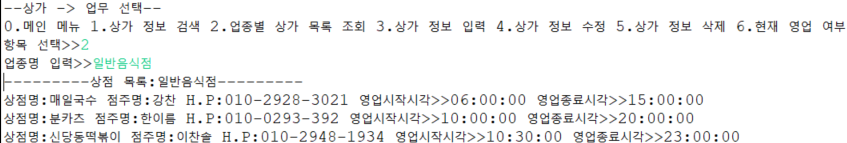 --상가 -> 업무 선택--
0.메인 메뉴 1.상가 정보 검색 2.업종별 상가 목록 조회 3.상가 정보 입력 4.상가 정보 수정 5.상가 정보 삭제 6.현재 영업 여부
항목 선택>>2
업종명 입력>>일반음식점
---------상점 목록:일반음식점---------
상점명:매일국수 점주명:강찬 H.P:010-2928-3021 영업시작시각>>06:00:00 영업종료시각>>15:00:00
상점명:분카츠 점주명:한이름 H.P:010-0293-392 영업시작시각>>10:00:00 영업종료시각>>20:00:00
상점명:신당동떡볶이 점주명:이찬솔 H.P:010-2948-1934 영업시작시각>>10:30:00 영업종료시각>>23:00:00